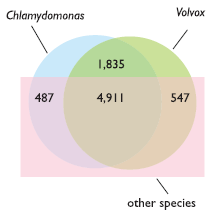 Chlamydomonas
Volvox
1,835
487 4,911 547
other species